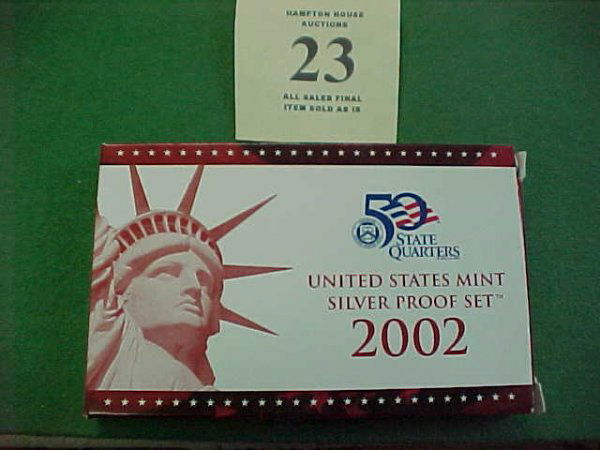 HAMPTON HOUSE
AUCTIONS
23
ALL SALES FINAL
ITEM SOLD AS IS
50
STATE
QUARTERS
UNITED STATES MINT
SILVER PROOF SET™
2002